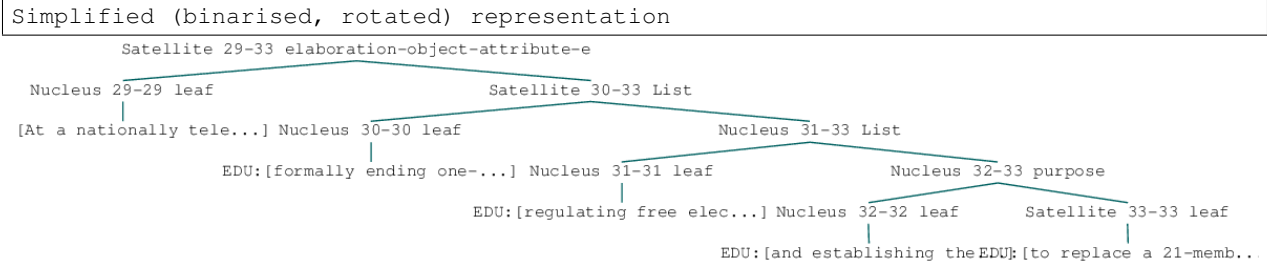 Simplified (binarised, rotated) representation
Satellite 29-33 elaboration-object-attribute-e
Nucleus 29-29 leaf Satellite 30-33 List
[At a nationally tele...] Nucleus 30-30 leaf Nucleus 31-33 List
EDU:[formally ending one-...] Nucleus 31-31 leaf Nucleus 32-33 purpose
EDU:[regulating free elec...] Nucleus 32-32 leaf Satellite 33-33 leaf
EDU:[and establishing the EDU:[to replace a 21-memb..